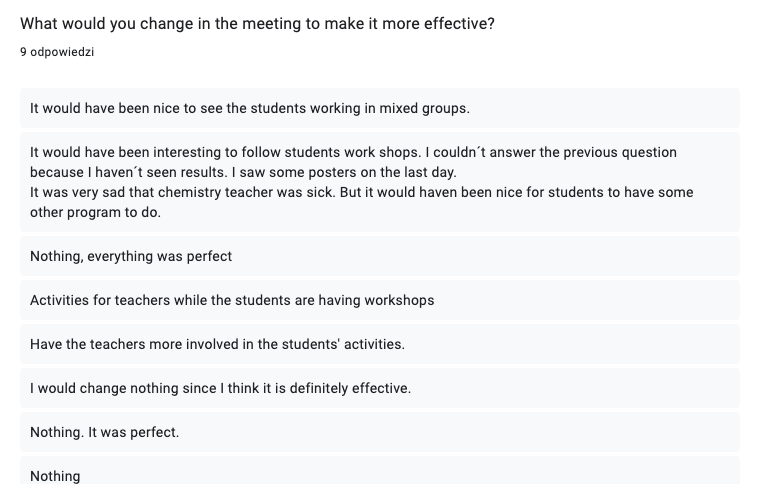 What would you change in the meeting to make it more effective?
9 odpowiedzi
It would have been nice to see the students working in mixed groups.
It would have been interesting to follow students work shops. I couldn´t answer the previous question
because I haven´t seen results. I saw some posters on the last day.
It was very sad that chemistry teacher was sick. But it would haven been nice for students to have some
other program to do.
Nothing, everything was perfect
Activities for teachers while the students are having workshops
Have the teachers more involved in the students' activities.
I would change nothing since I think it is definitely effective.
Nothing. It was perfect.
Nothing